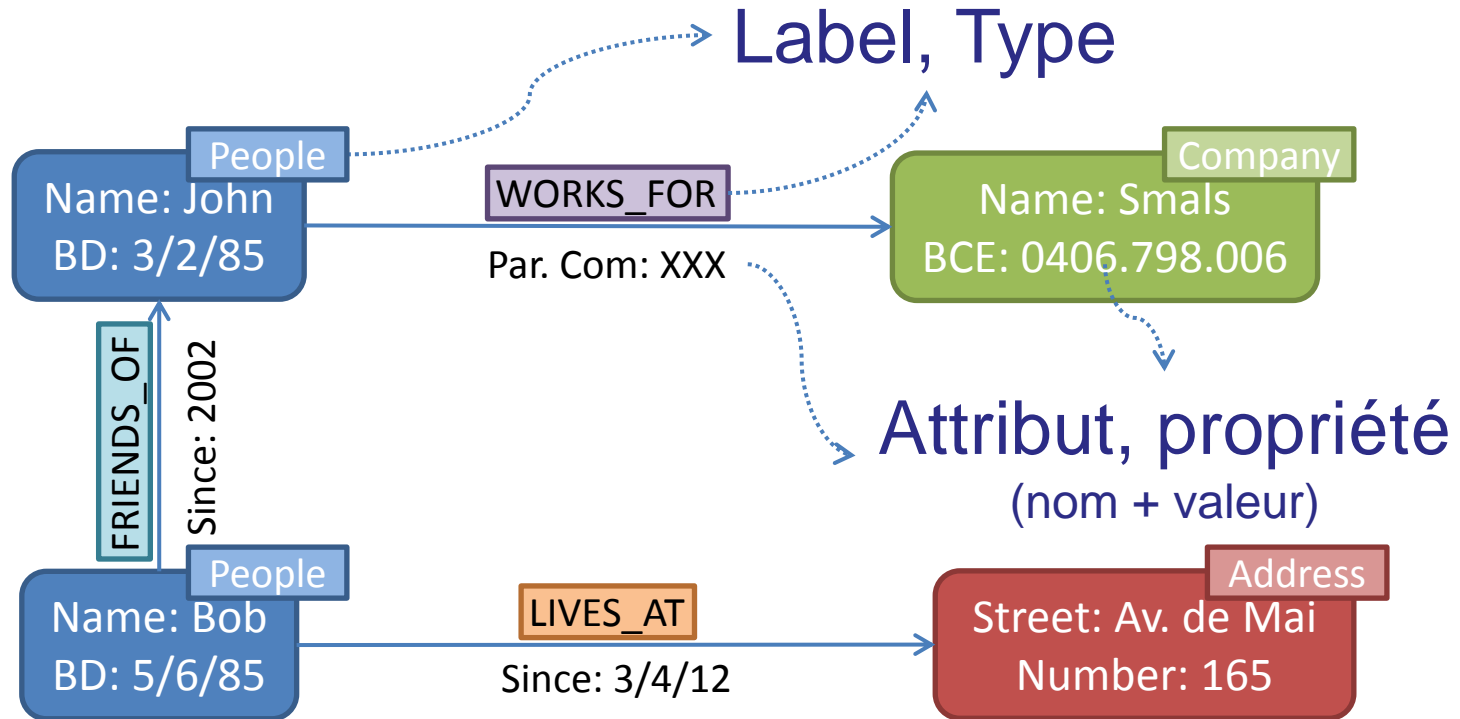 Label, Type
People
Name: John
BD: 3/2/85
WORKS_FOR
Par. Com: XXX
Company
Name: Smals
BCE: 0406.798.006
FRIENDS_OF
Since: 2002
Attribut, propriété
(nom + valeur)
People
Name: Bob
BD: 5/6/85
LIVES_AT
Since: 3/4/12
Address
Street: Av. de Mai
Number: 165